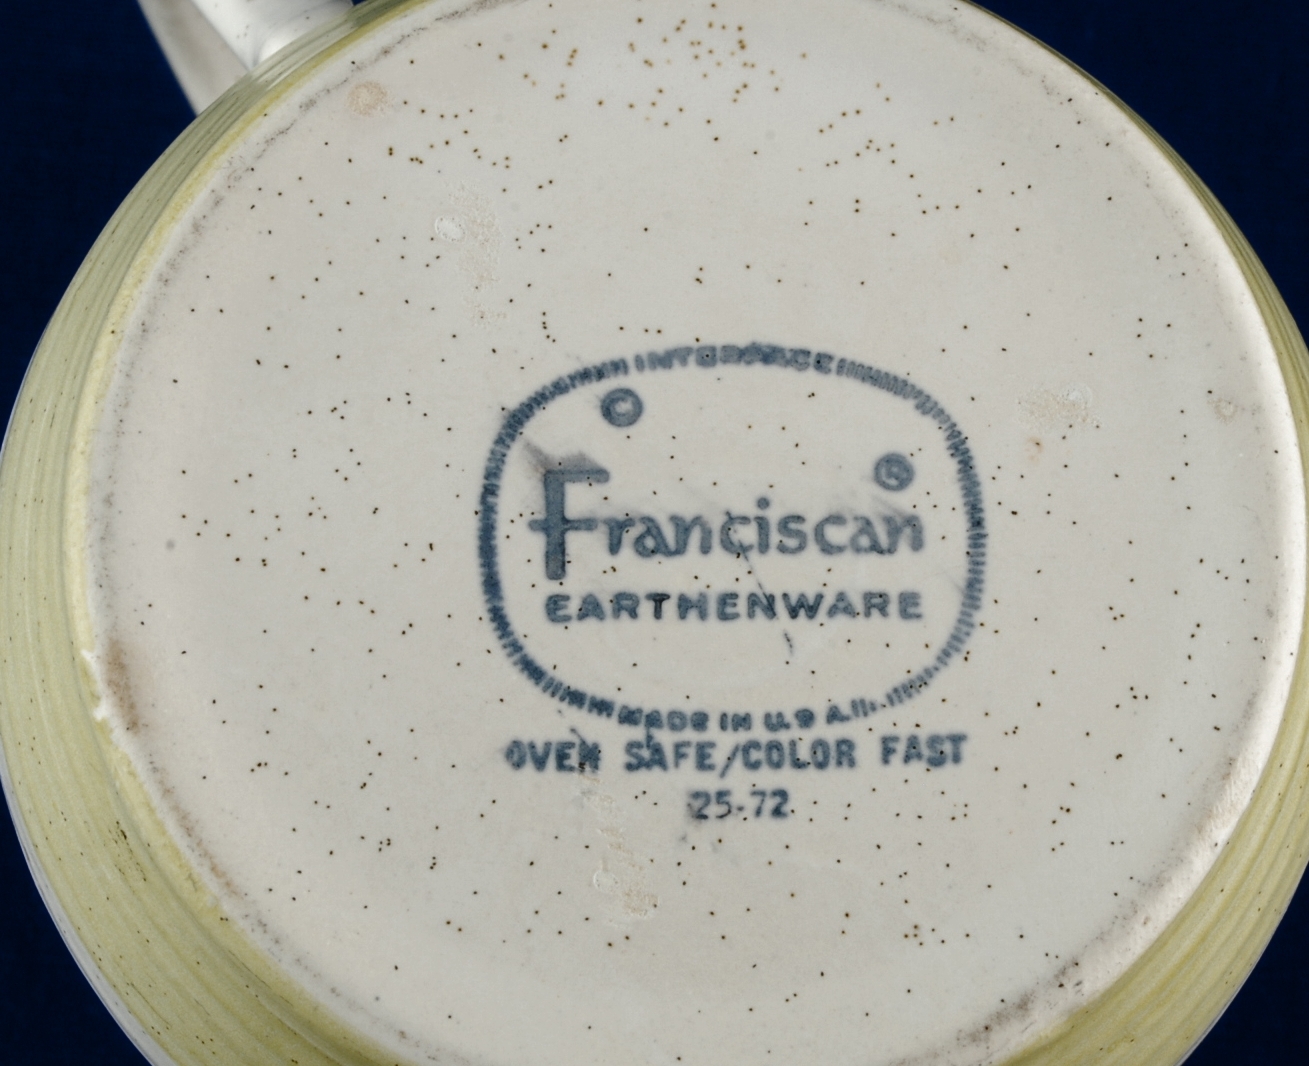 INTERPACE
©
®
Franciscan
EARTHENWARE
MADE IN U.S.A.
OVEN SAFE/COLOR FAST
25-72